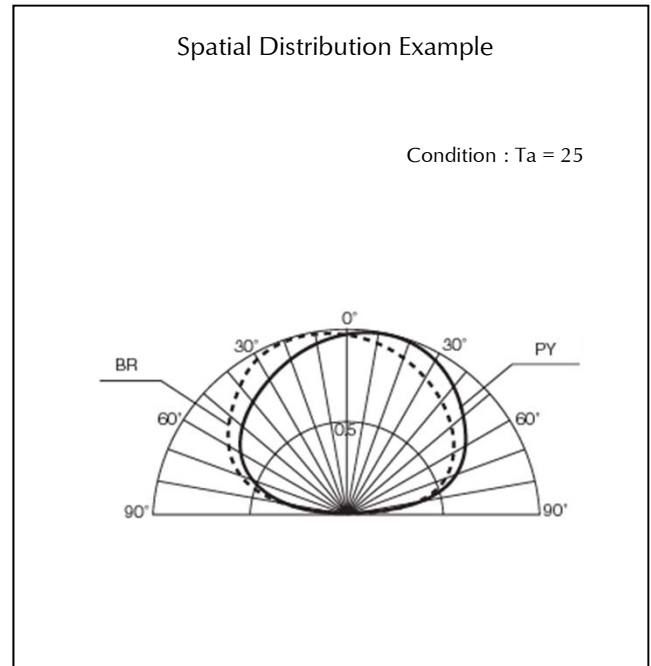 Spatial Distribution Example
Condition : Ta = 25
0°
30° 30°
BR PY
60° 60°
0.5
90° 90°